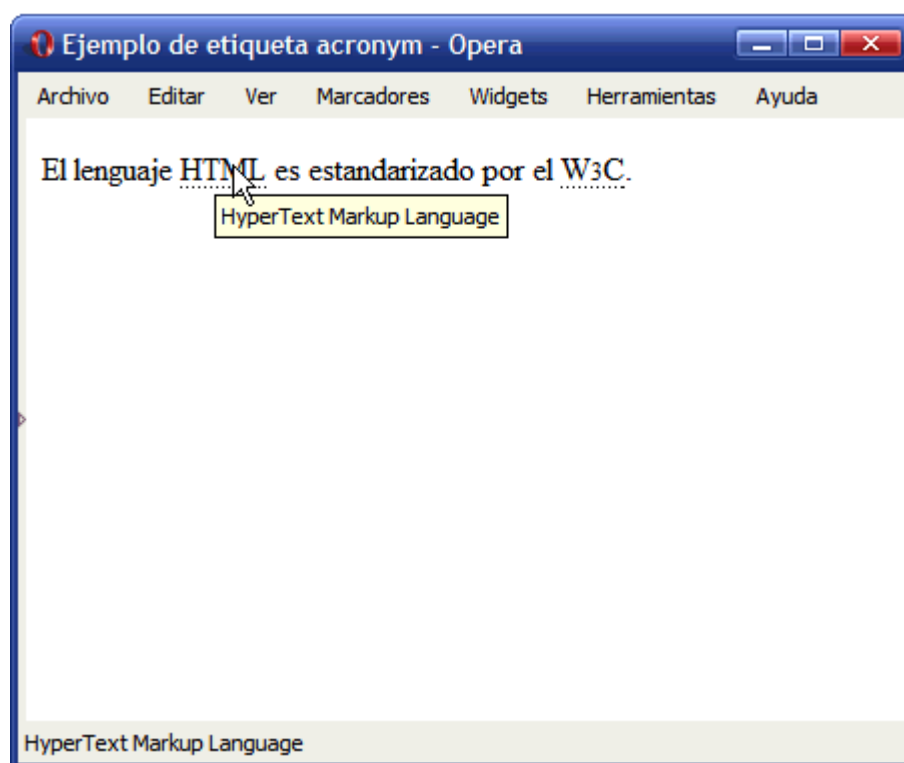 Ejemplo de etiqueta acronym - Opera
Archivo Editar Ver Marcadores Widgets Herramientas Ayuda
El lenguaje HTML es estandarizado por el W3C.
HyperText Markup Language
HyperText Markup Language